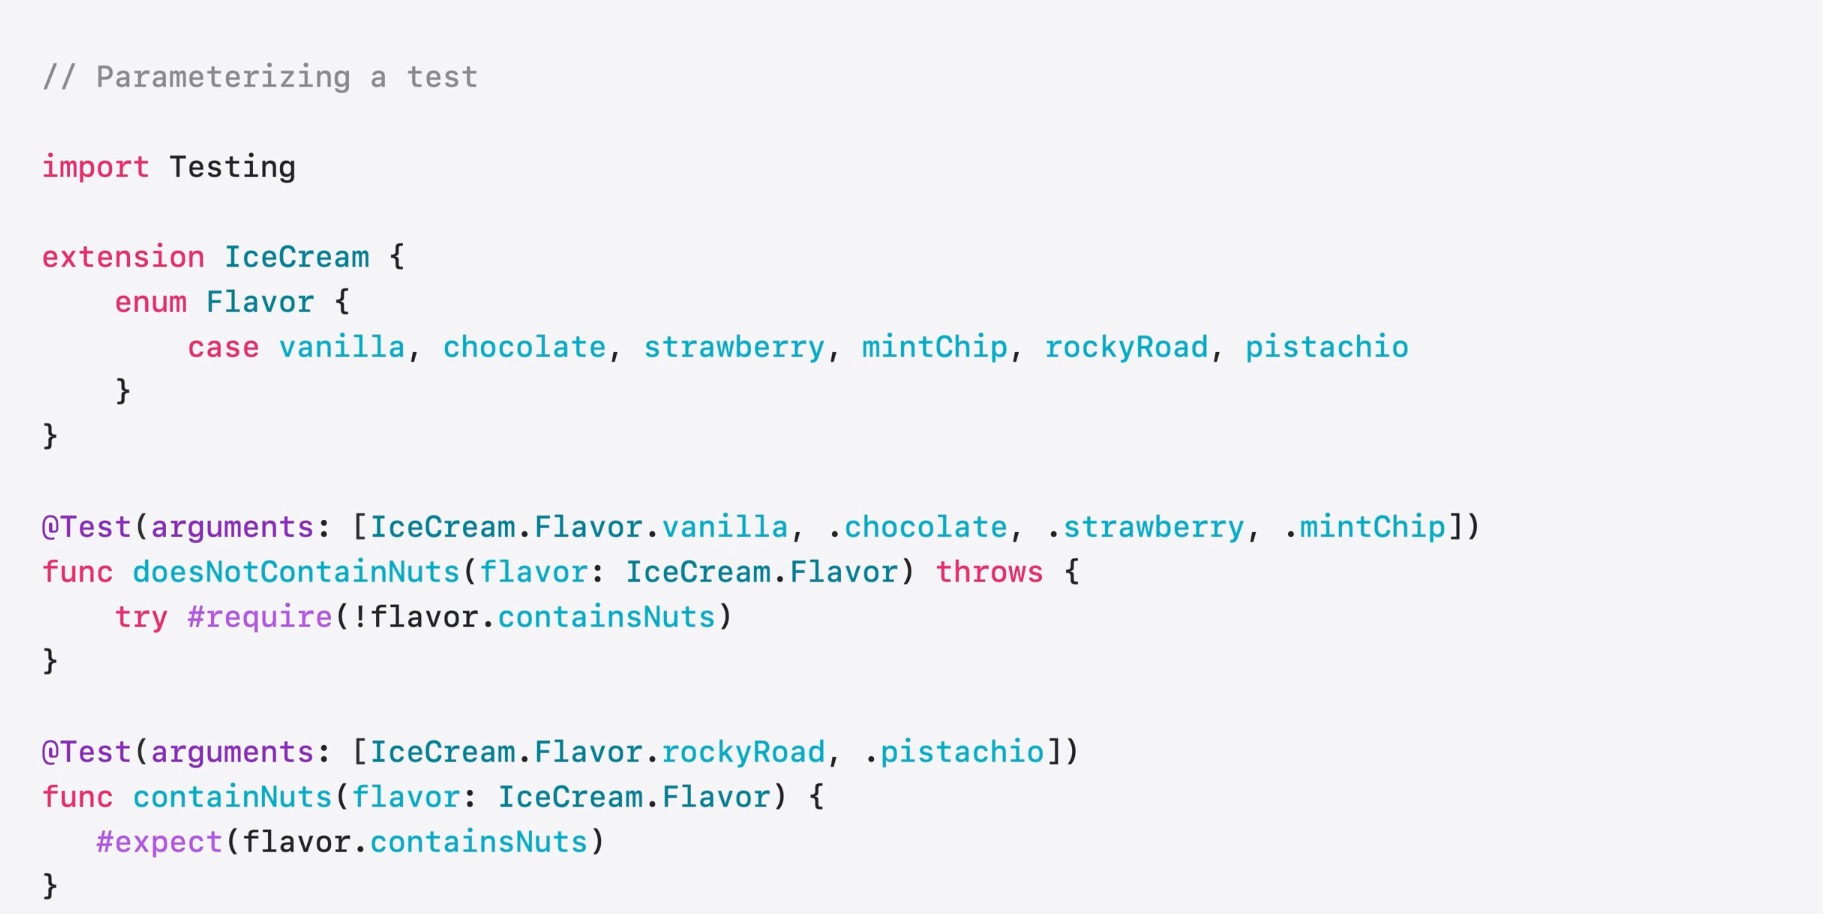 // Parameterizing a test
import Testing
extension IceCream {
    enum Flavor {
        case vanilla, chocolate, strawberry, mintChip, rockyRoad, pistachio
    }
}
@Test(arguments: [IceCream.Flavor.vanilla, .chocolate, .strawberry, .mintChip])
func doesNotContainNuts(flavor: IceCream.Flavor) throws {
    try #require(!flavor.containsNuts)
}
@Test(arguments: [IceCream.Flavor.rockyRoad, .pistachio])
func containNuts(flavor: IceCream.Flavor) {
   #expect(flavor.containsNuts)
}